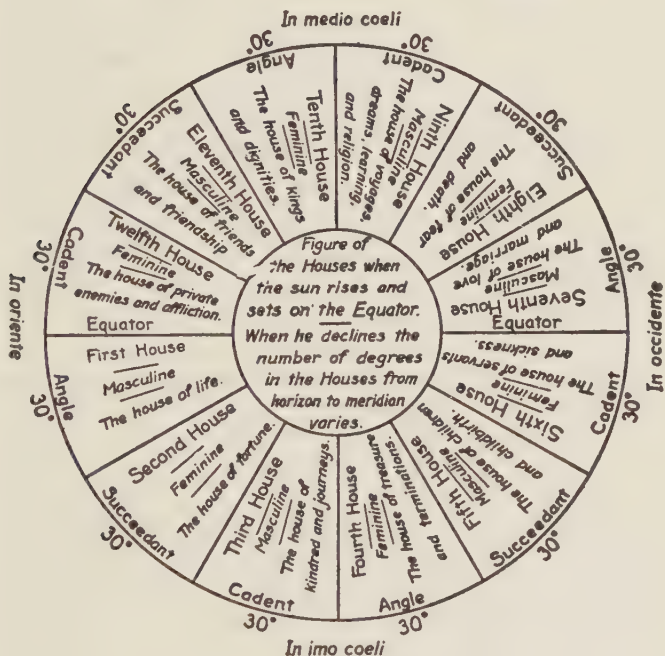 In medio coeli
30°
Angle
Tenth House
Feminine
The house of kings
and dignities.
30°
Cadent
Ninth House
Masculine
The house of voyages,
dreams, learning,
and religion.
30°
Succeedant
Eighth House
Feminine
The house of fear
and death.
30°
Angle
Seventh House
Masculine
The house of love
and marriage.
Equator
In occidente
30°
Cadent
Sixth House
Feminine
The house of servants
and sickness.
30°
Succeedant
Fifth House
Masculine
The house of children
and childbirth.
30°
Angle
Fourth House
Feminine
The house of treasure
and terminations.
In imo coeli
30°
Cadent
Third House
Masculine
The house of
kindred and journeys.
30°
Succeedant
Second House
Feminine
The house of fortune.
30°
Angle
First House
Masculine
The house of life.
In oriente
30°
Cadent
Twelfth House
Feminine
The house of private
enemies and affliction.
Equator
30°
Succeedant
Eleventh House
Masculine
The house of friends
and friendship
Figure of
the Houses when
the sun rises and
sets on the Equator.
When he declines the
number of degrees
in the Houses from
horizon to meridian
varies.